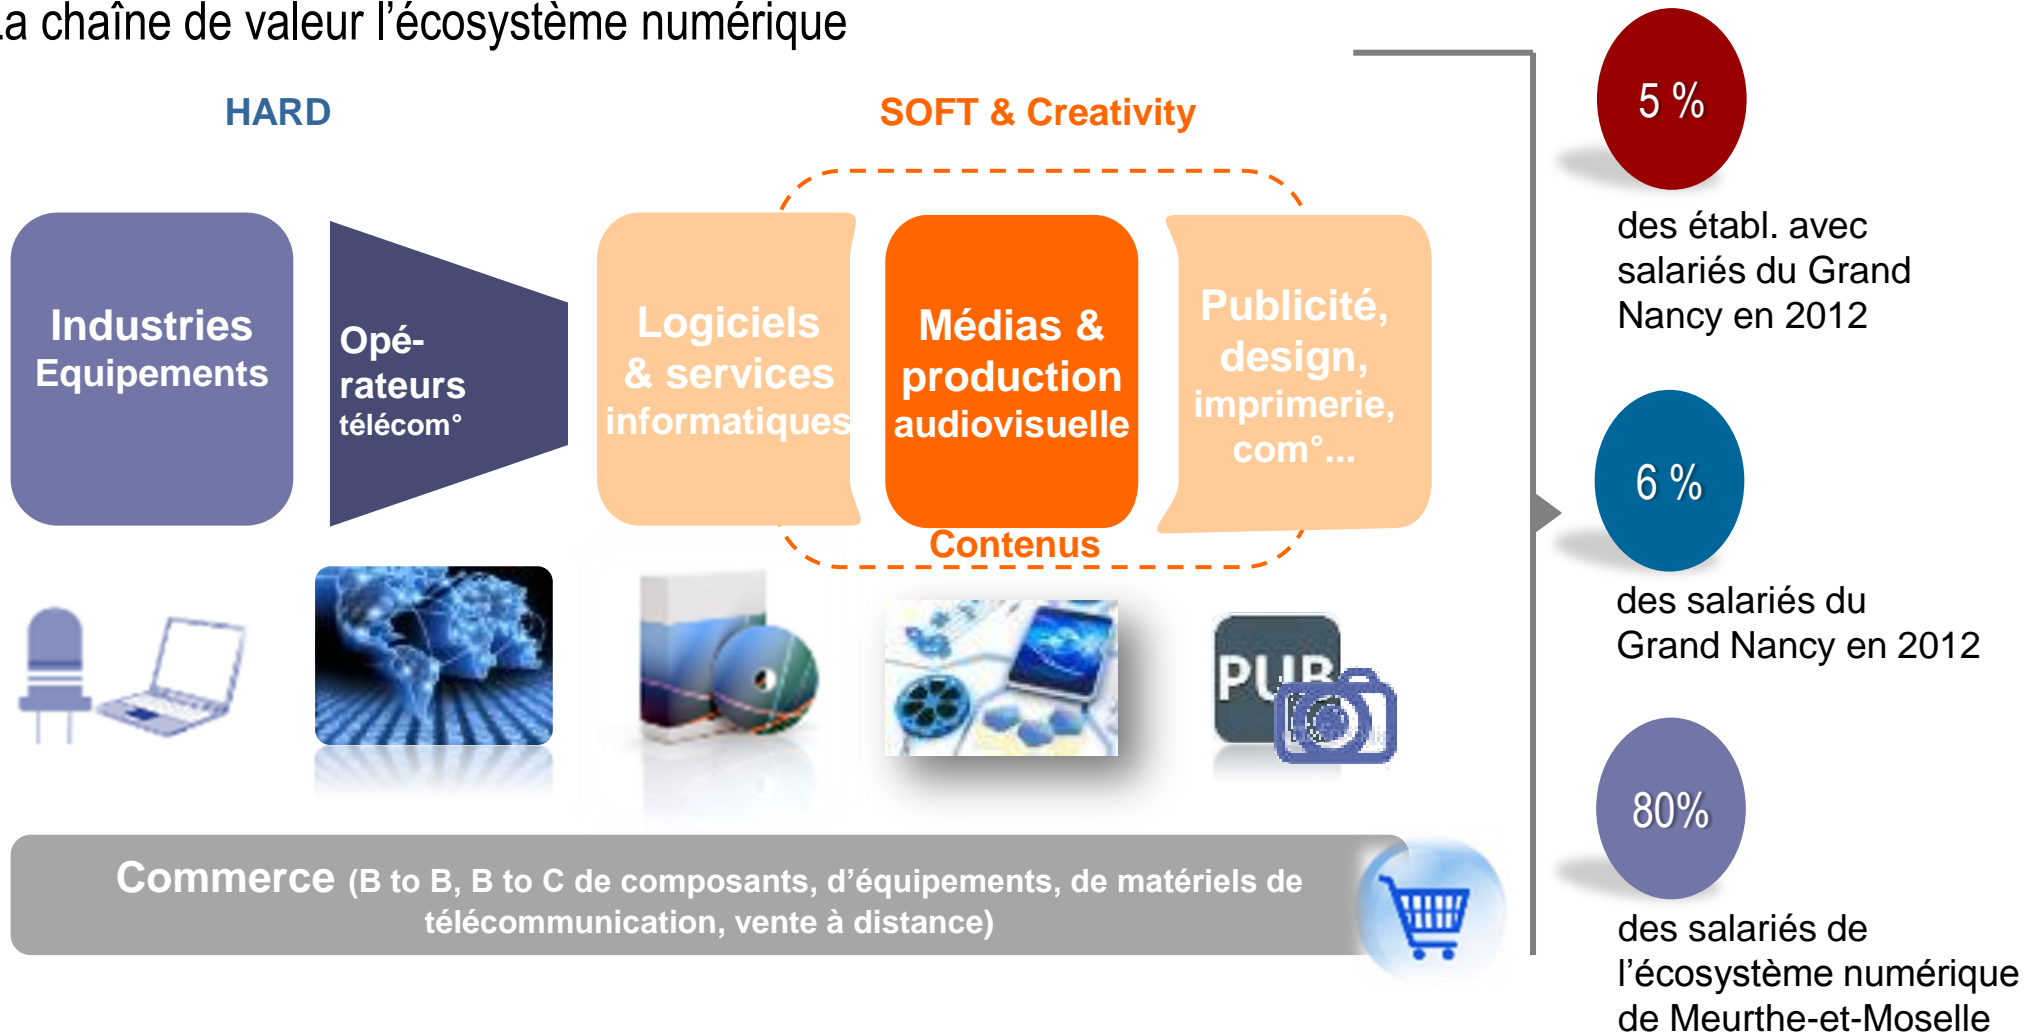 La chaîne de valeur l'écosystème numérique
HARD
SOFT & Creativity
Industries
Equipements
Opé-
rateurs
télécom°
Logiciels
& services
informatiques
Médias &
production
audiovisuelle
Publicité,
design,
imprimerie,
com°...
Contenus
PUB
Commerce (B to B, B to C de composants, d'équipements, de matériels de
télécommunication, vente à distance)
5 %
des établ. avec
salariés du Grand
Nancy en 2012
6 %
des salariés du
Grand Nancy en 2012
80%
des salariés de
l'écosystème numérique
de Meurthe-et-Moselle